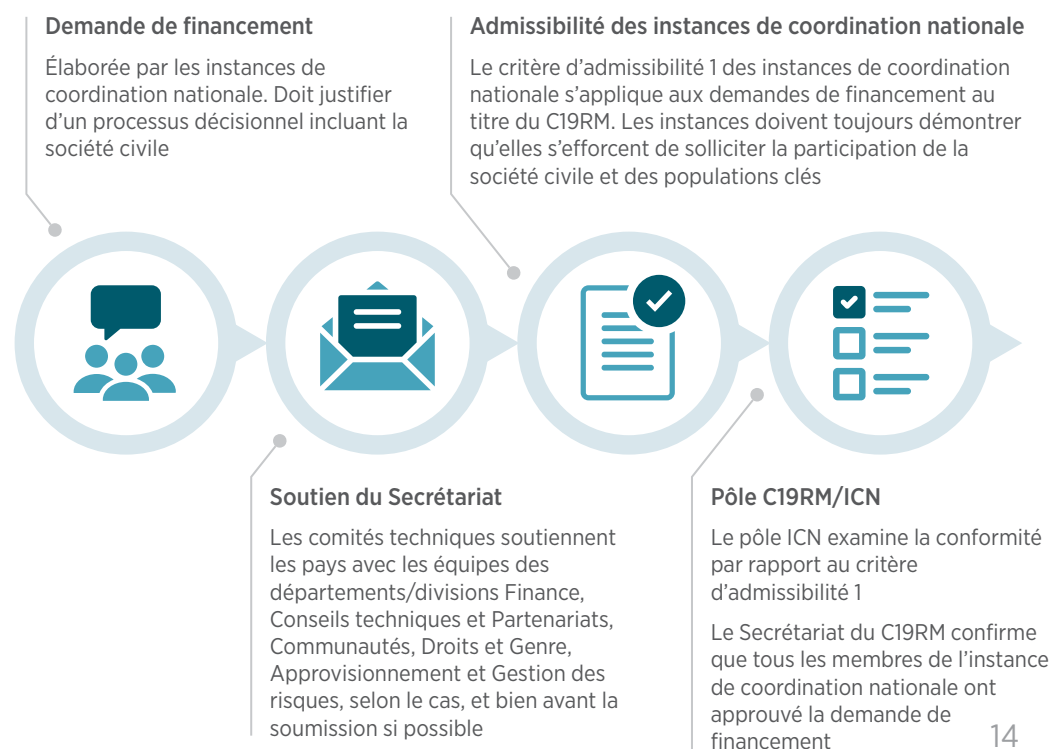 Demande de financement
Élaborée par les instances de
coordination nationale. Doit justifier
d’un processus décisionnel incluant la
société civile
Admissibilité des instances de coordination nationale
Le critère d’admissibilité 1 des instances de coordination
nationale s’applique aux demandes de financement au
titre du C19RM. Les instances doivent toujours démontrer
qu’elles s’efforcent de solliciter la participation de la
société civile et des populations clés
Soutien du Secrétariat
Les comités techniques soutiennent
les pays avec les équipes des
départements/divisions Finance,
Conseils techniques et Partenariats,
Communautés, Droits et Genre,
Approvisionnement et Gestion des
risques, selon le cas, et bien avant la
soumission si possible
Pôle C19RM/ICN
Le pôle ICN examine la conformité
par rapport au critère
d’admissibilité 1
Le Secrétariat du C19RM confirme
que tous les membres de l’instance
de coordination nationale ont
approuvé la demande de
financement
14